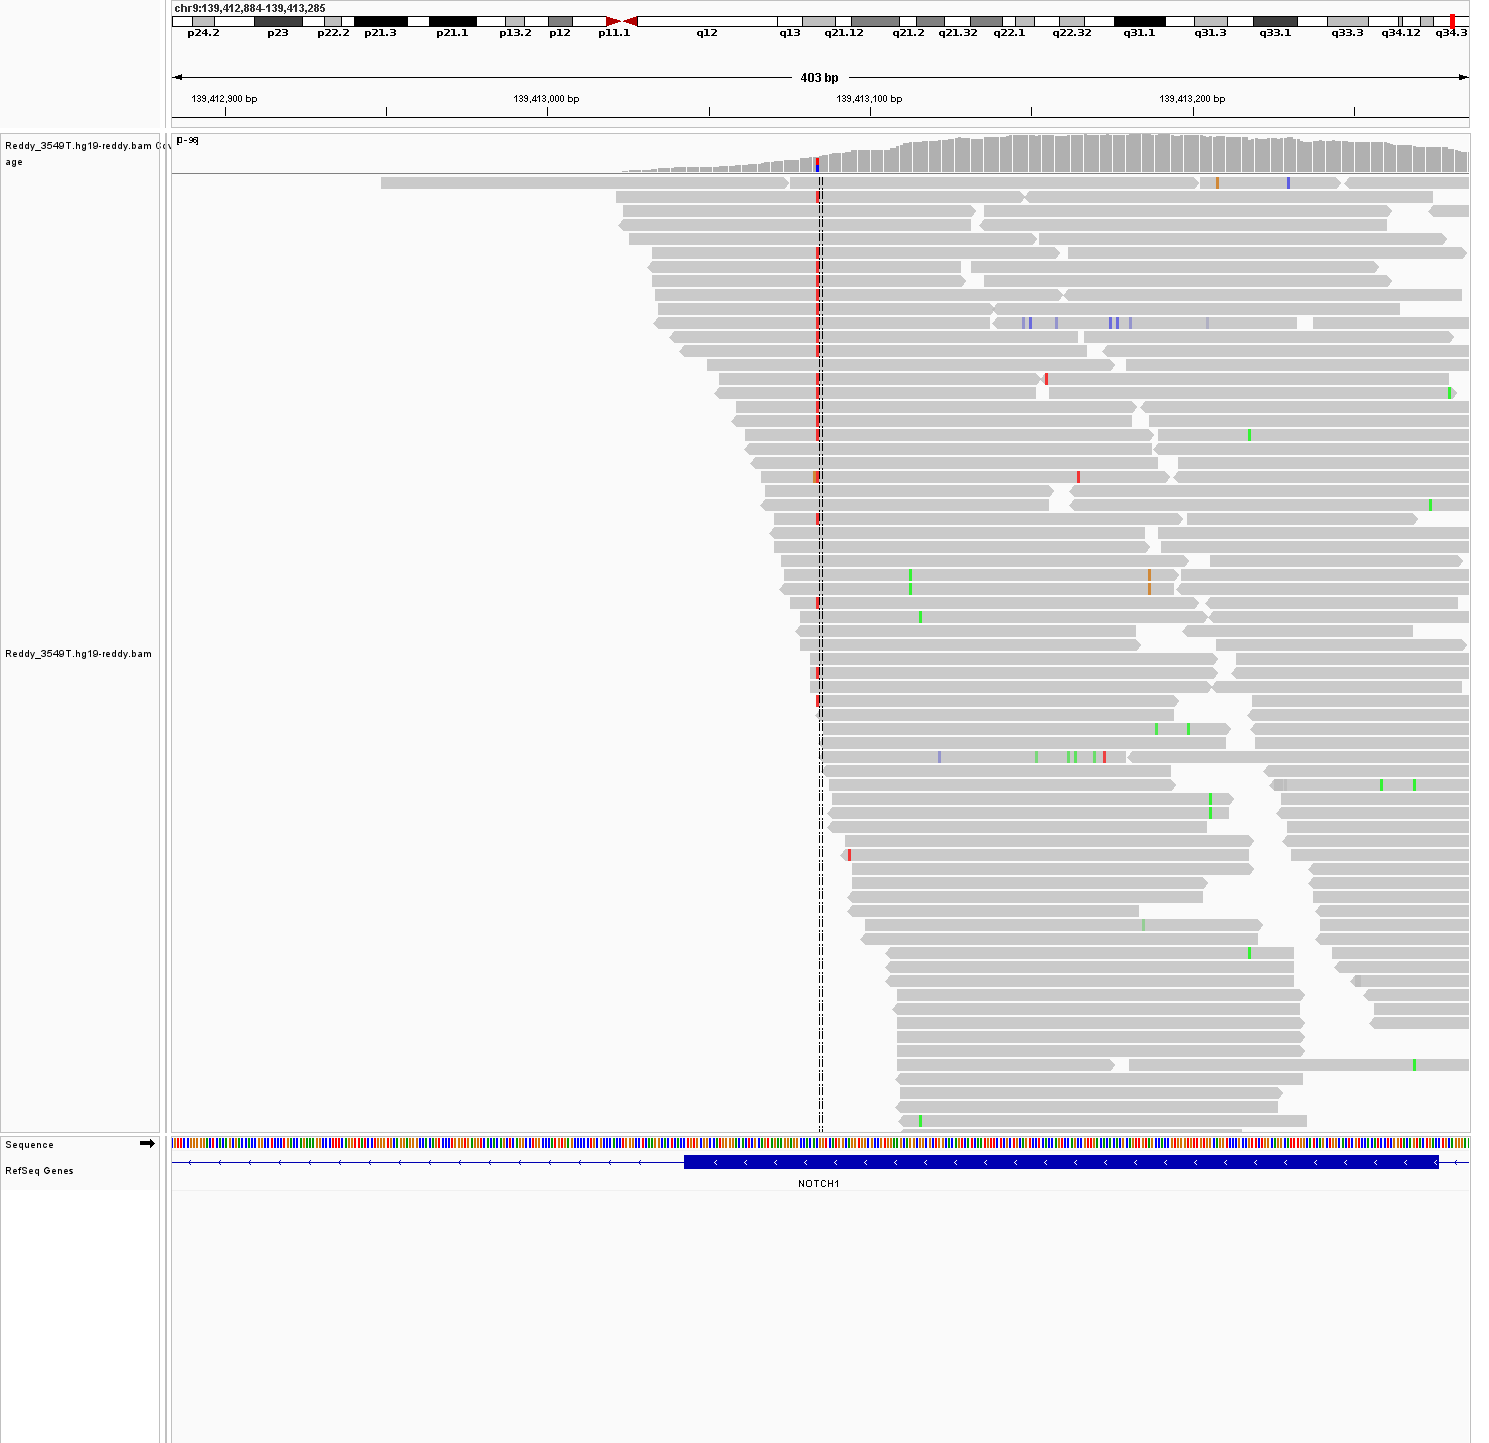 chr9:139,412,884-139,413,285
p24.2 p23 p22.2 p21.3 p21.1 p13.2 p12 p11.1 q12 q13 q21.12 q21.2 q21.32 q22.1 q22.32 q31.1 q31.3 q33.1 q33.3 q34.12 q34.3
403 bp
139,412,900 bp 139,413,000 bp 139,413,100 bp 139,413,200 bp
[0-96]
Reddy_3549T.hg19-reddy.bam Cov
age
Reddy_3549T.hg19-reddy.bam
Sequence
RefSeq Genes
NOTCH1